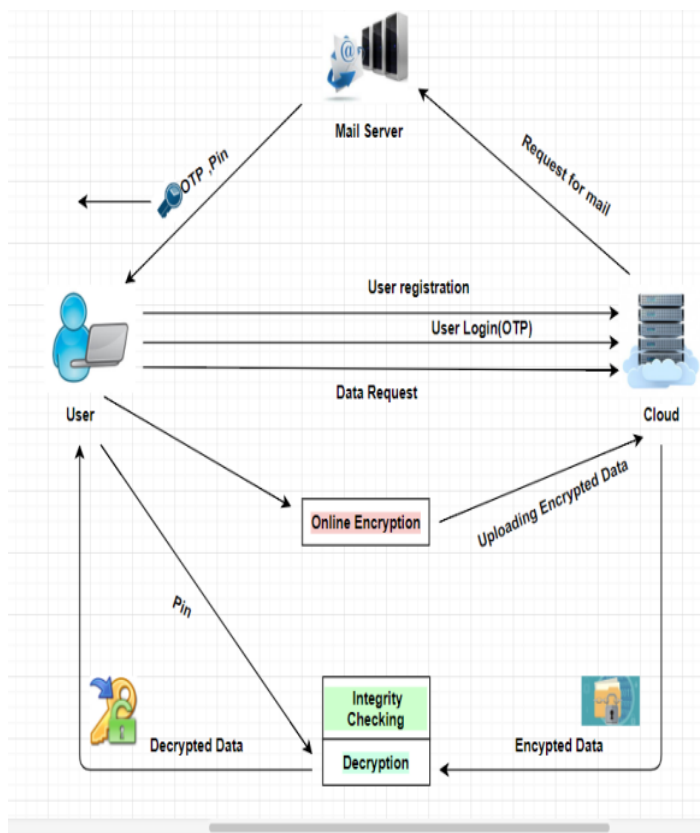 @
Mail Server
OTP ,Pin
Request for mail
User registration
User Login(OTP)
Data Request
User
Cloud
Online Encryption
Uploading Encrypted Data
Pin
Integrity
Checking
Decryption
Decrypted Data
Encypted Data